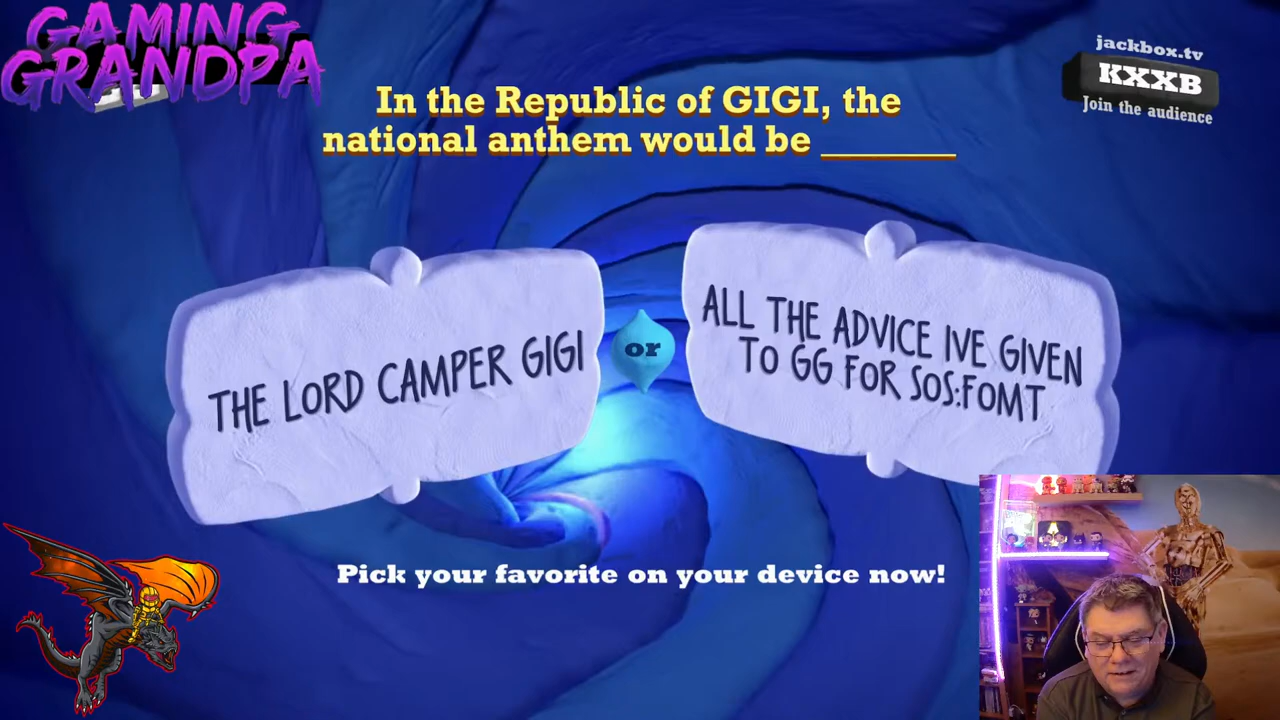 GAMING
GRANDPA
jackbox.tv
KXXB
Join the audience
In the Republic of GIGI, the
national anthem would be _______
THE LORD CAMPER GIGI
or
ALL THE ADVICE IVE GIVEN
TO GG FOR SOS:FOMT
Pick your favorite on your device now!